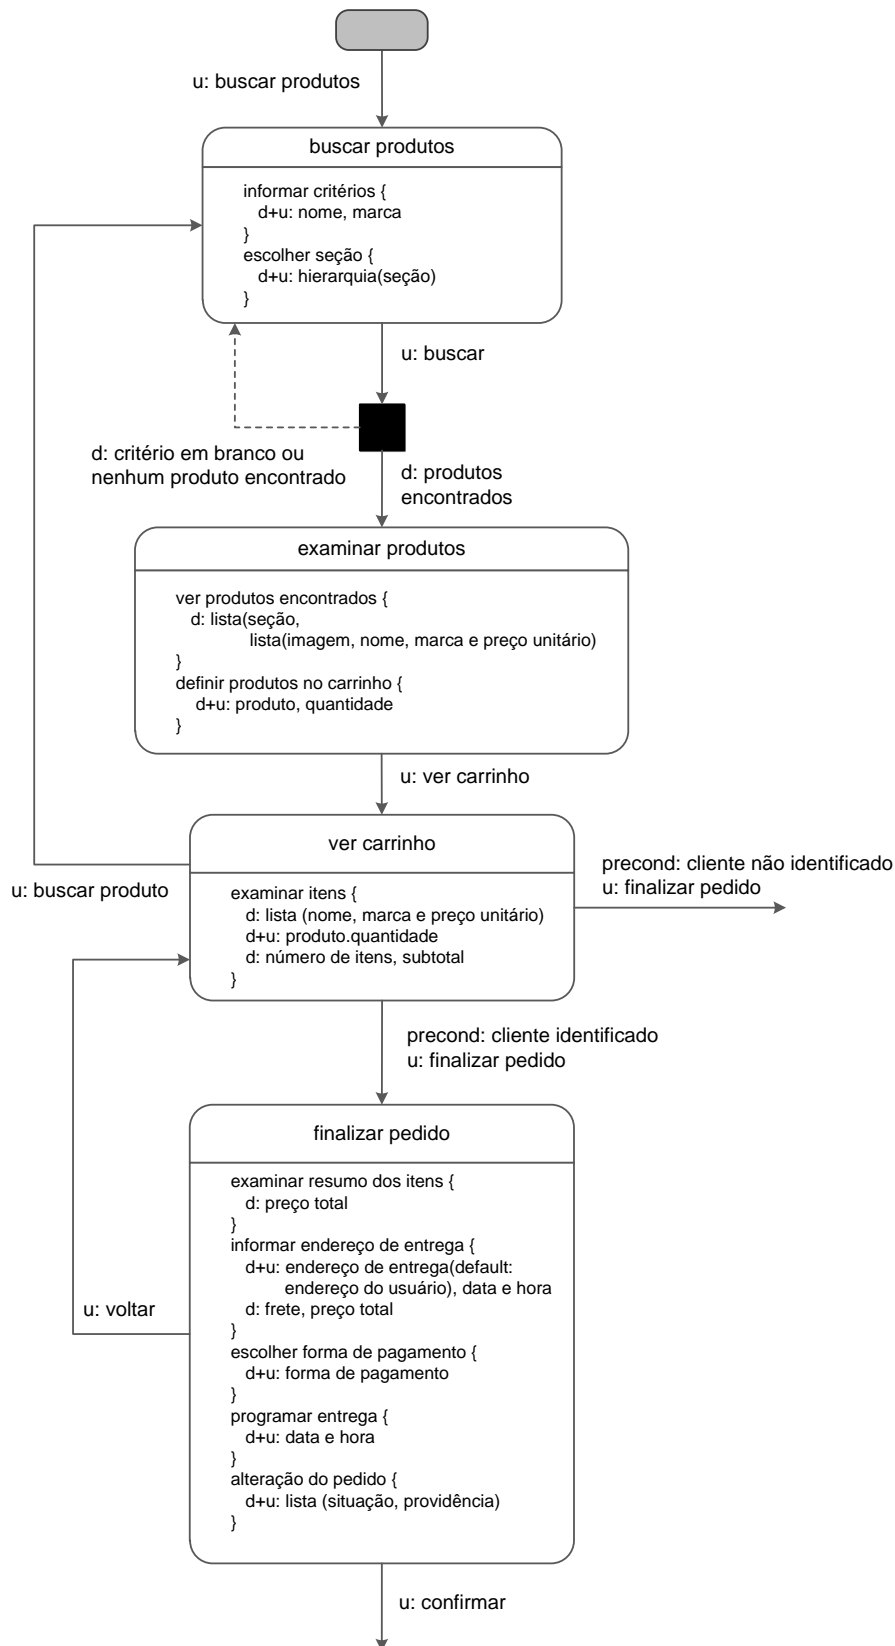 u: buscar produtos
buscar produtos
informar critérios {
d+u: nome, marca
}
escolher seção {
d+u: hierarquia(seção)
}
u: buscar
d: critério em branco ou
nenhum produto encontrado
d: produtos
encontrados
examinar produtos
ver produtos encontrados {
d: lista(seção,
lista(imagem, nome, marca e preço unitário)
}
definir produtos no carrinho {
d+u: produto, quantidade
}
u: ver carrinho
ver carrinho
u: buscar produto
examinar itens {
d: lista (nome, marca e preço unitário)
d+u: produto.quantidade
d: número de itens, subtotal
}
precond: cliente não identificado
u: finalizar pedido
precond: cliente identificado
u: finalizar pedido
finalizar pedido
examinar resumo dos itens {
d: preço total
}
informar endereço de entrega {
d+u: endereço de entrega(default:
endereço do usuário), data e hora
d: frete, preço total
}
escolher forma de pagamento {
d+u: forma de pagamento
}
programar entrega {
d+u: data e hora
}
alteração do pedido {
d+u: lista (situação, providência)
}
u: voltar
u: confirmar